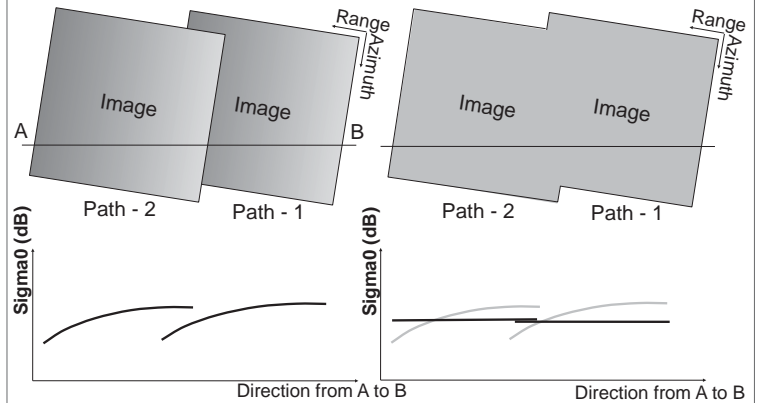 Range
Azimuth
Image
Image
A
B
Path - 2
Path - 1
Sigma0 (dB)
Direction from A to B
Range
Azimuth
Image
Image
Path - 2
Path - 1
Sigma0 (dB)
Direction from A to B